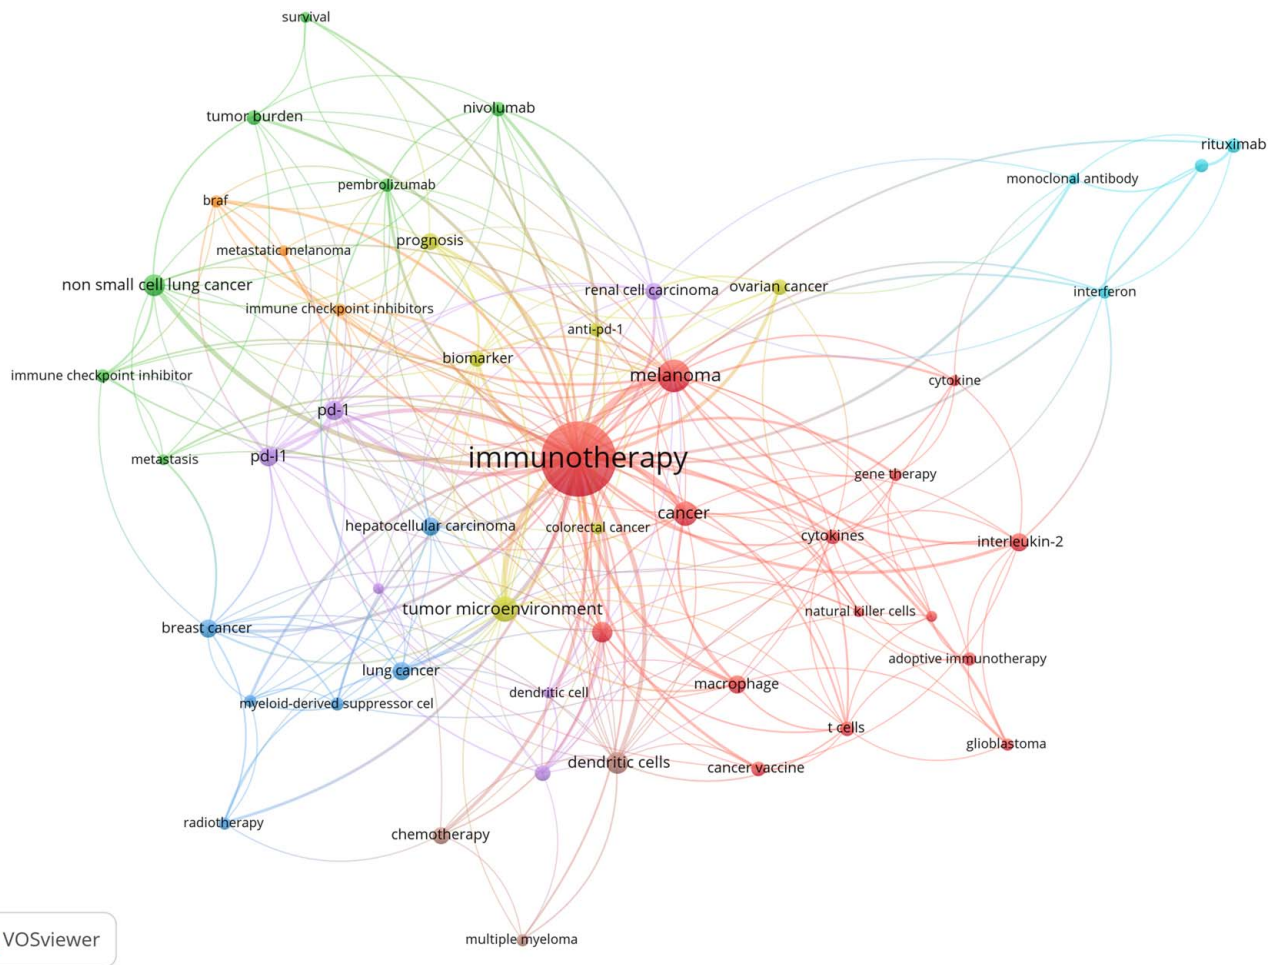 survival
tumor burden
nivolumab
rituximab
monoclonal antibody
pembrolizumab
braf
metastatic melanoma
prognosis
non small cell lung cancer
renal cell carcinoma
ovarian cancer
interferon
immune checkpoint inhibitors
anti-pd-1
biomarker
immune checkpoint inhibitor
melanoma
cytokine
pd-1
metastasis
pd-l1
immunotherapy
gene therapy
cancer
hepatocellular carcinoma
colorectal cancer
cytokines
interleukin-2
tumor microenvironment
natural killer cells
breast cancer
adoptive immunotherapy
lung cancer
macrophage
dendritic cell
myeloid-derived suppressor cel
t cells
glioblastoma
dendritic cells
cancer vaccine
radiotherapy
chemotherapy
multiple myeloma
VOSviewer